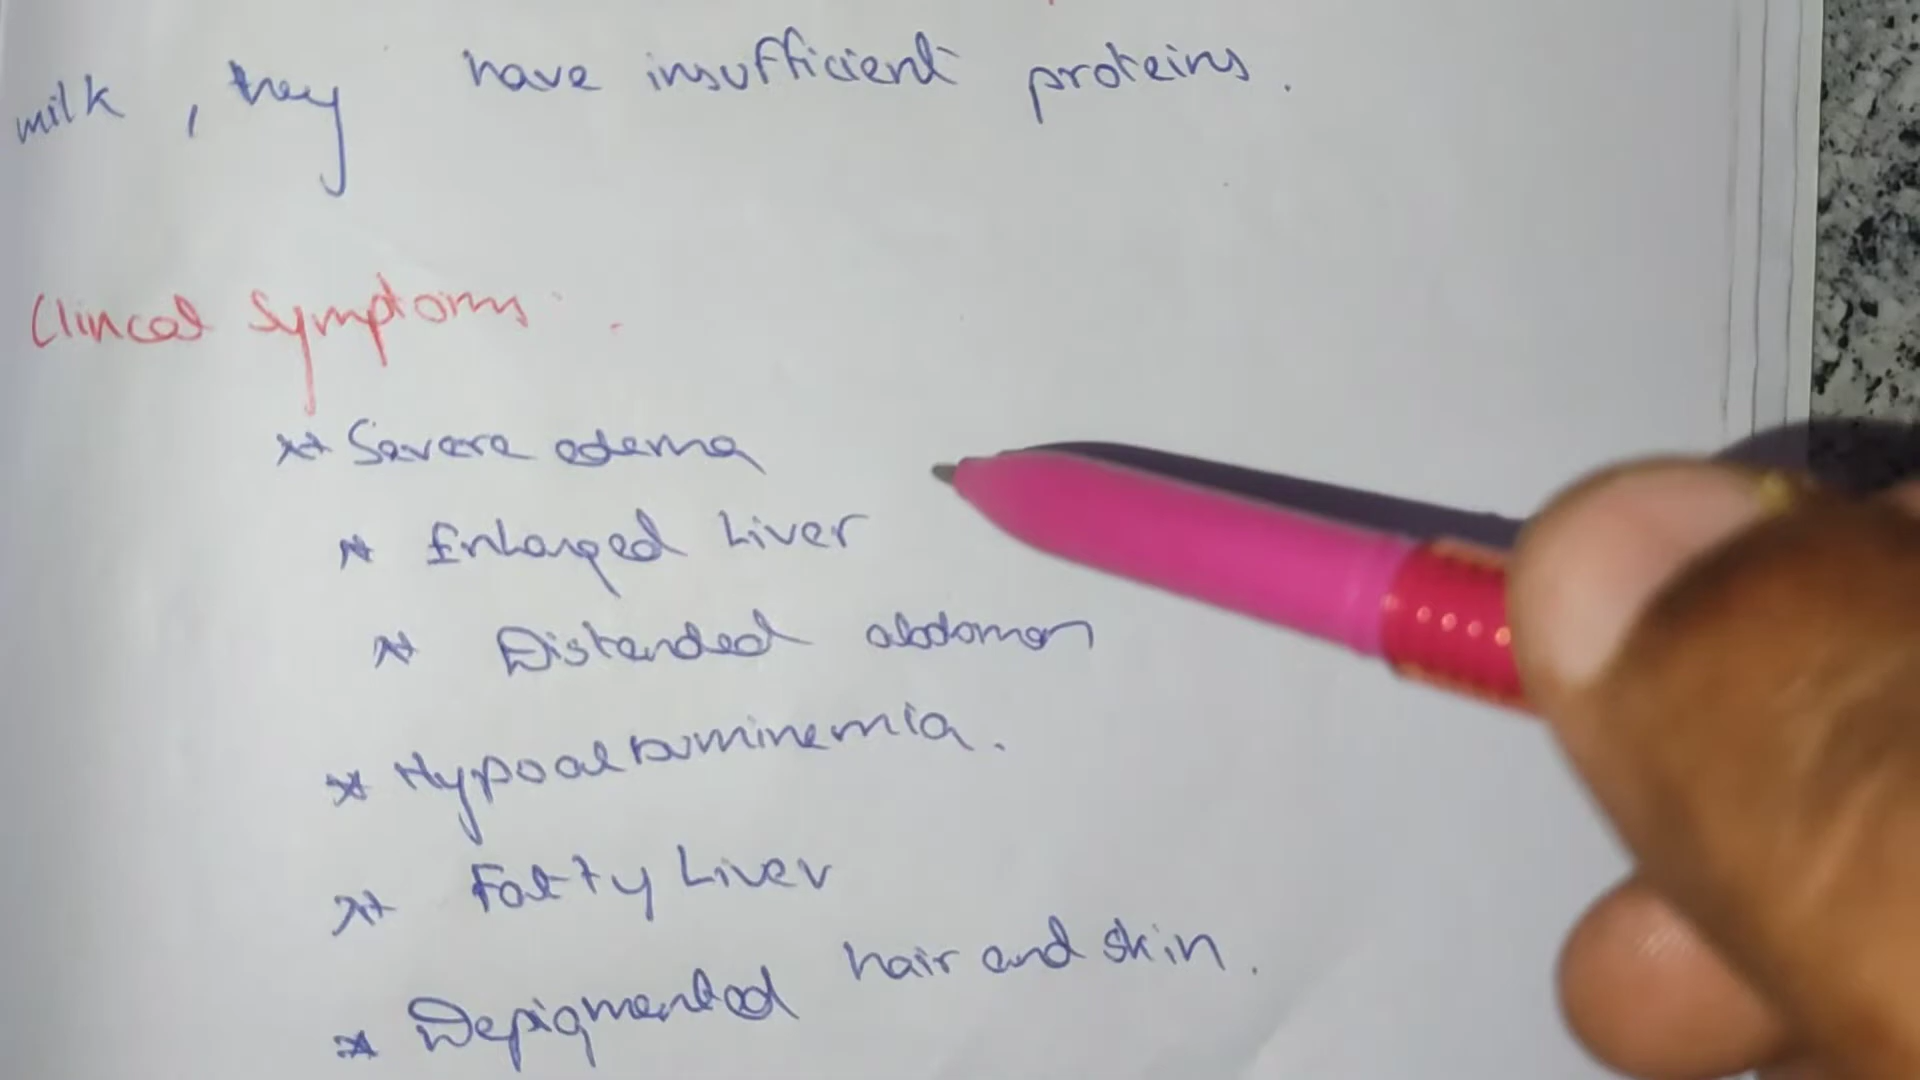 milk, they have insufficient proteins.
Clincal Symptoms.
* Severe edema
* Enlarged Liver
* Distended abdomen
* Hypoalbuminemia.
* Fatty Liver
* Depigmented hair and skin.